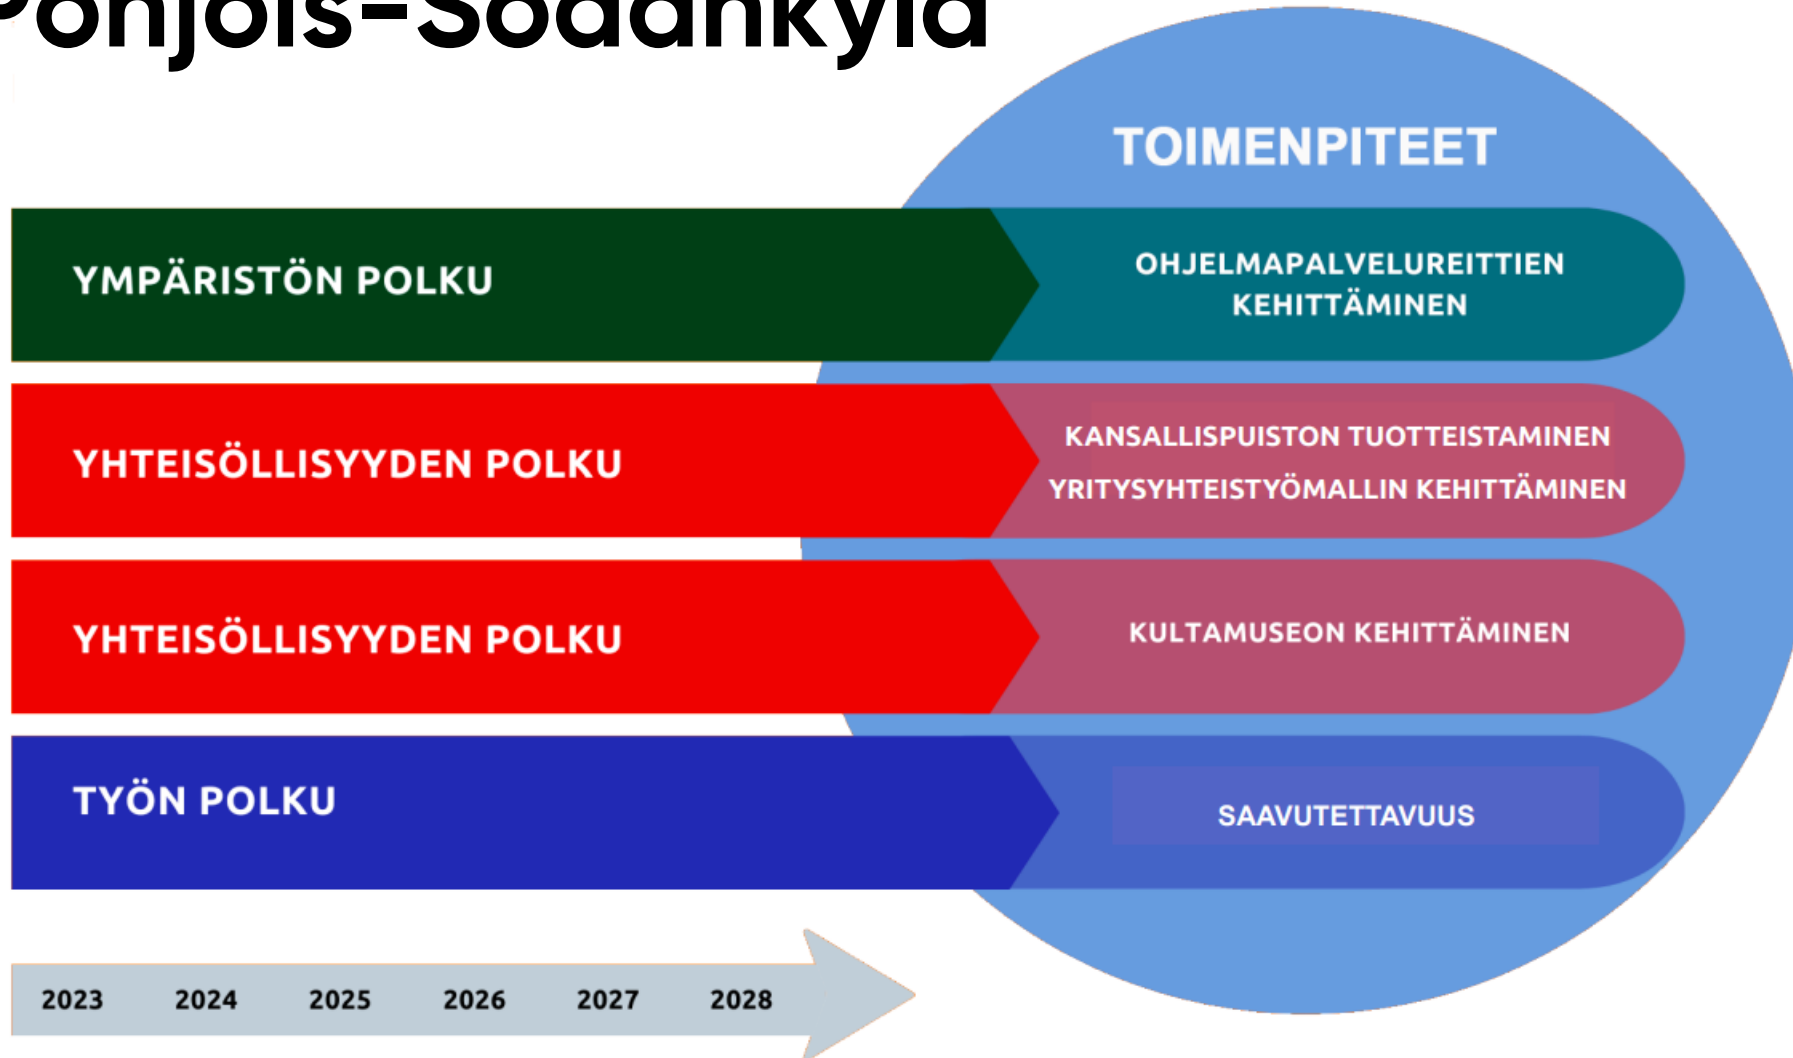 Pohjois-Sodankylä
TOIMENPITEET
YMPÄRISTÖN POLKU
OHJELMAPALVELUREITTIEN
KEHITTÄMINEN
YHTEISÖLLISYYDEN POLKU
KANSALLISPUISTON TUOTTEISTAMINEN
YRITYSYHTEISTYÖMALLIN KEHITTÄMINEN
YHTEISÖLLISYYDEN POLKU
KULTAMUSEON KEHITTÄMINEN
TYÖN POLKU
SAAVUTETTAVUUS
2023 2024 2025 2026 2027 2028